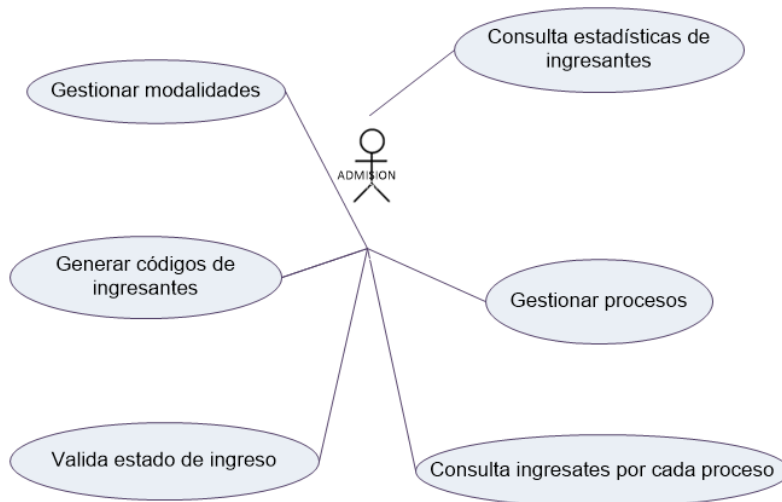 Consulta estadísticas de
ingresantes
Gestionar modalidades
ADMISION
Generar códigos de
ingresantes
Gestionar procesos
Valida estado de ingreso
Consulta ingresates por cada proceso